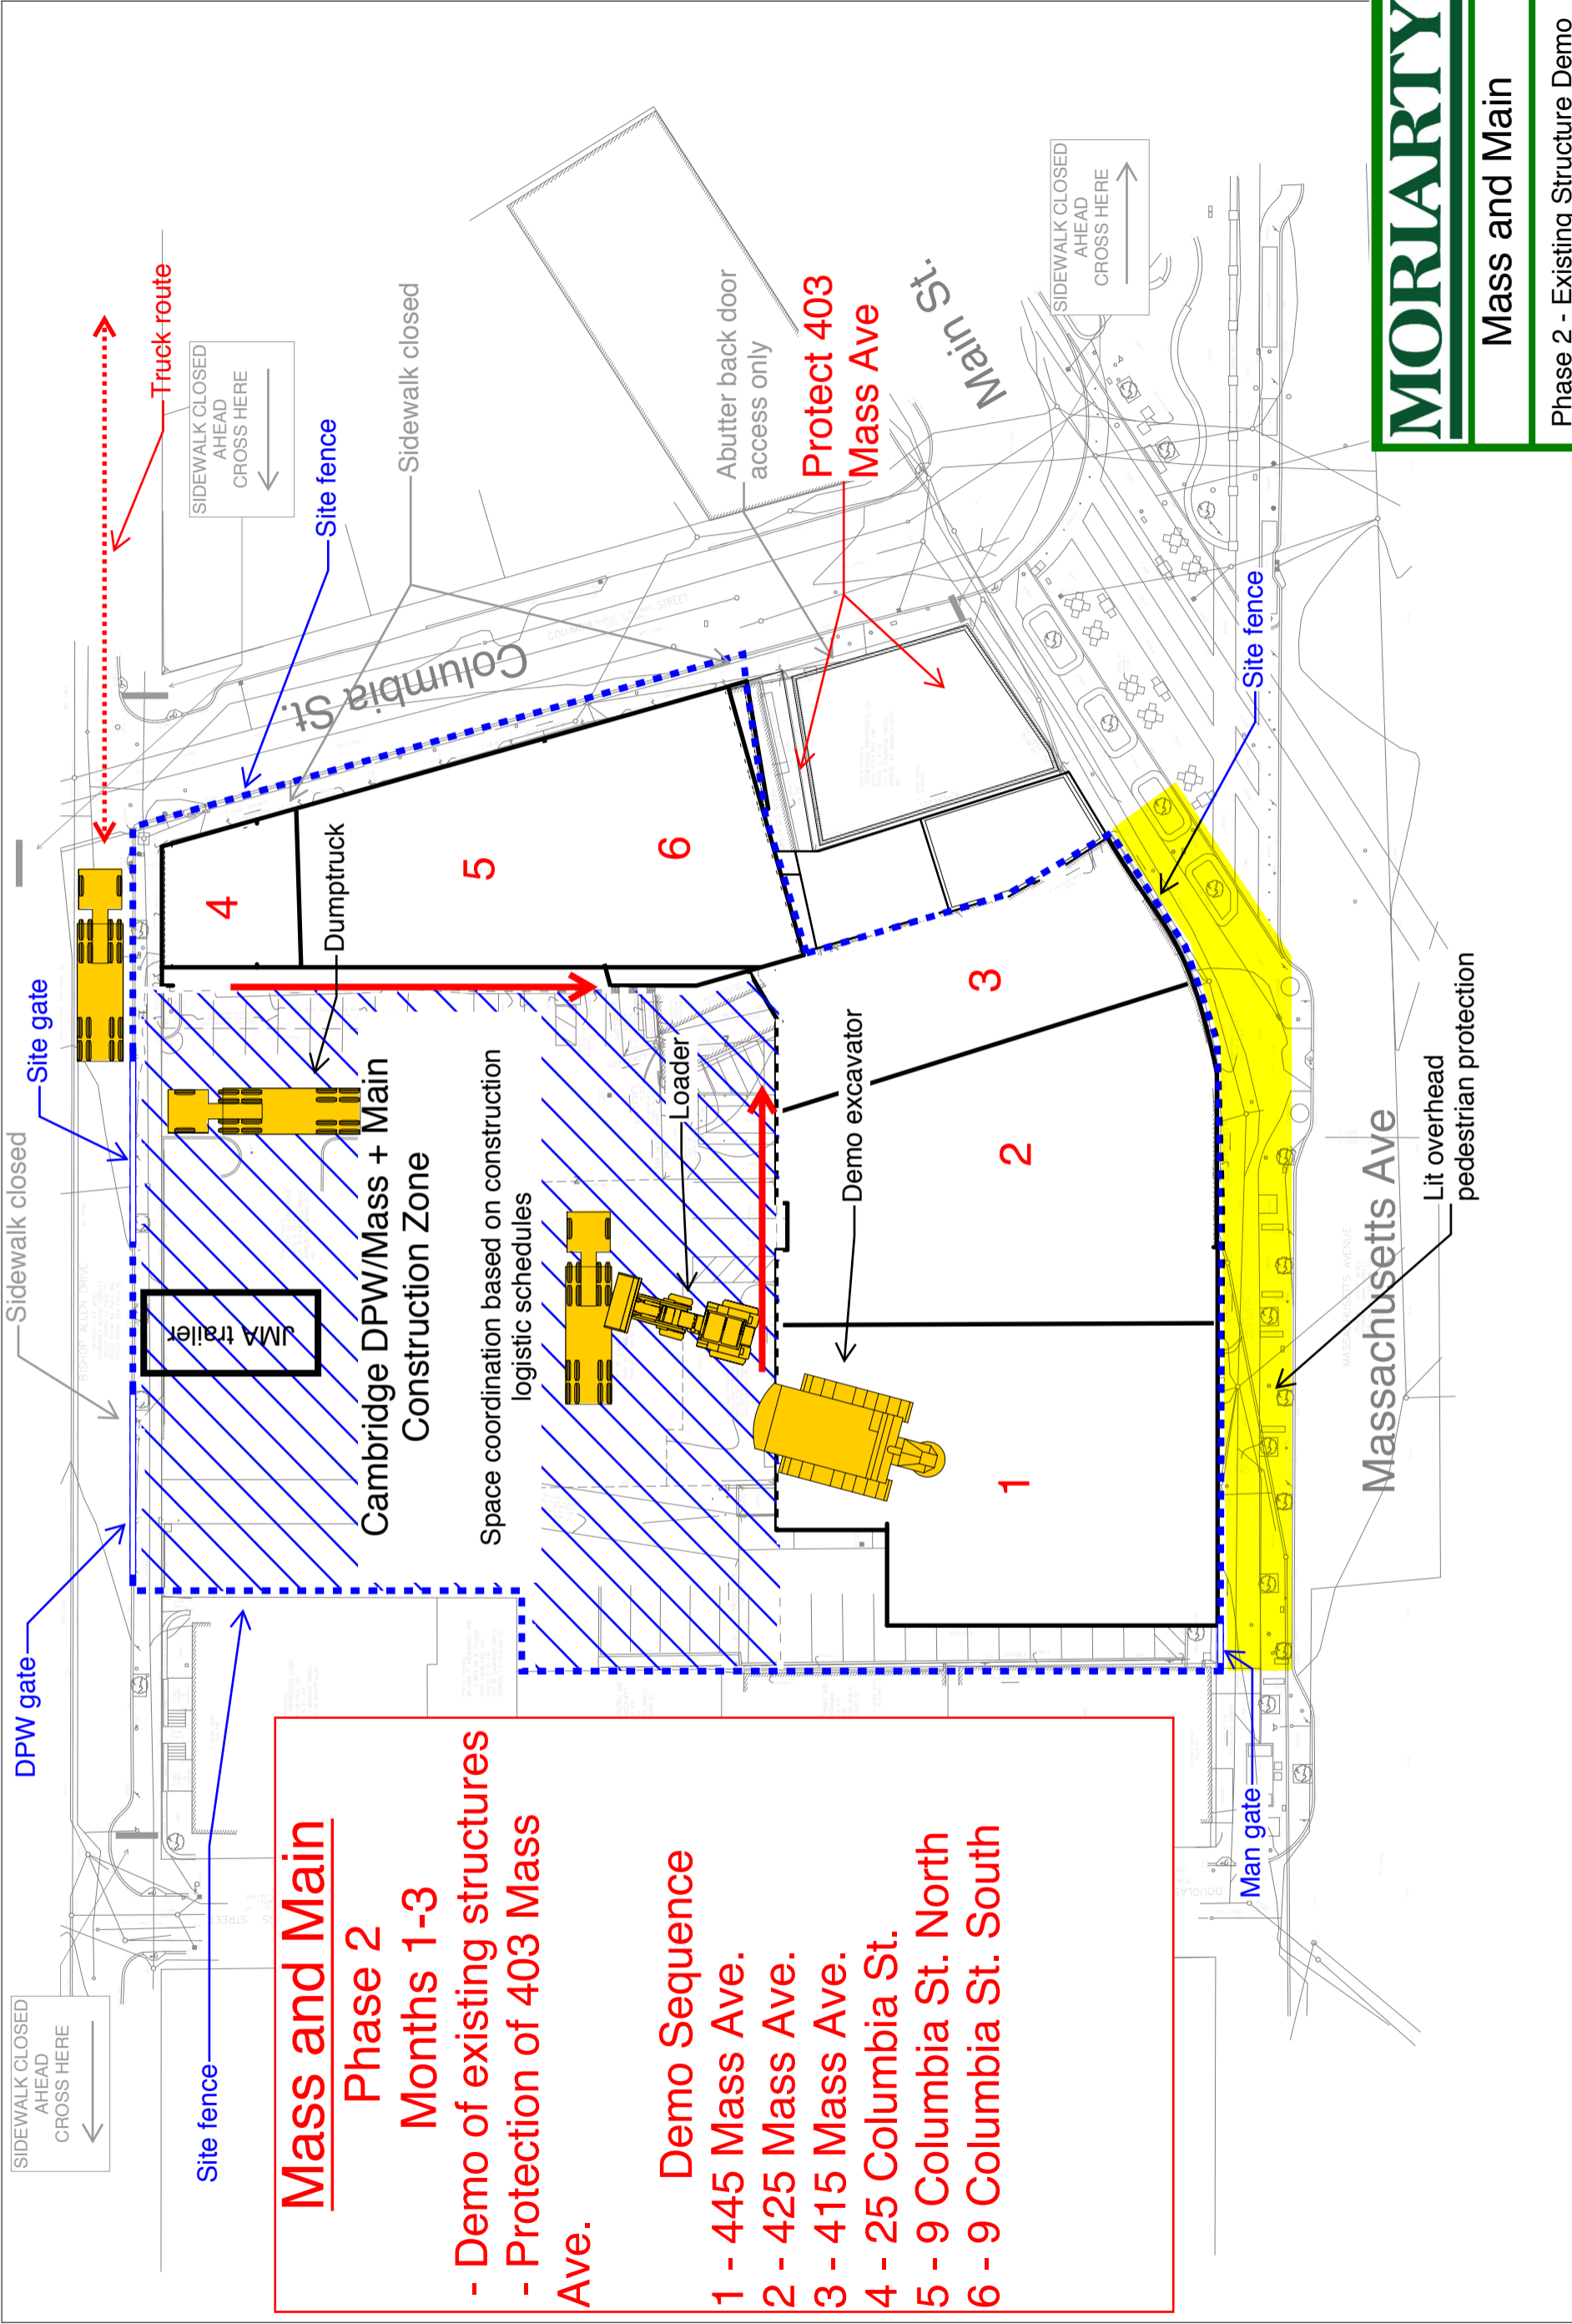 SIDEWALK CLOSED
AHEAD
CROSS HERE
DPW gate
Sidewalk closed
Site gate
Truck route
SIDEWALK CLOSED
AHEAD
CROSS HERE
Site fence
Sidewalk closed
Columbia St.
Abutter back door
access only
Protect 403
Mass Ave
Main St.
SIDEWALK CLOSED
AHEAD
CROSS HERE
Site fence
Site fence
JMA trailer
Cambridge DPW/Mass + Main
Construction Zone
Space coordination based on construction
logistic schedules
Dumptruck
Loader
Demo excavator
4
5
6
3
2
1
Man gate
Massachusetts Ave
Lit overhead
pedestrian protection
BISHOP ALLEN DRIVE
MASSACHUSETTS AVENUE
Mass and Main
Phase 2
Months 1-3
- Demo of existing structures
- Protection of 403 Mass
Ave.
Demo Sequence
1 - 445 Mass Ave.
2 - 425 Mass Ave.
3 - 415 Mass Ave.
4 - 25 Columbia St.
5 - 9 Columbia St. North
6 - 9 Columbia St. South
MORIARTY
Mass and Main
Phase 2 - Existing Structure Demo